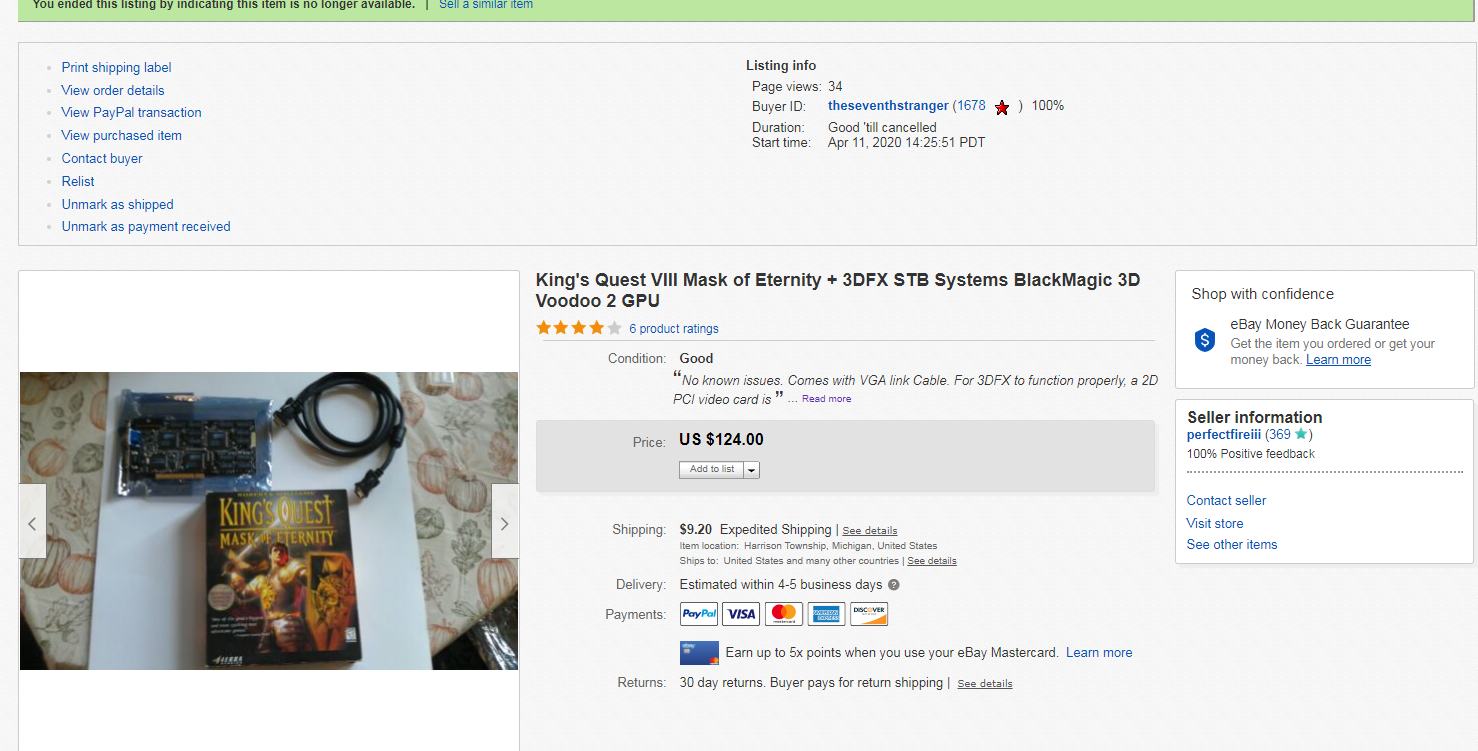 You ended this listing by indicating this item is no longer available. | Sell a similar item
Print shipping label
View order details
View PayPal transaction
View purchased item
Contact buyer
Relist
Unmark as shipped
Unmark as payment received
Listing info
Page views: 34
Buyer ID: theseventhstranger (1678 ) 100%
Duration: Good 'till cancelled
Start time: Apr 11, 2020 14:25:51 PDT
KING'S QUEST
MASK OF ETERNITY
SIERRA
King's Quest VIII Mask of Eternity + 3DFX STB Systems BlackMagic 3D
Voodoo 2 GPU
6 product ratings
Condition: Good
“No known issues. Comes with VGA link Cable. For 3DFX to function properly, a 2D
PCI video card is ” ... Read more
Price: US $124.00
Add to list
Shipping: $9.20 Expedited Shipping | See details
Item location: Harrison Township, Michigan, United States
Ships to: United States and many other countries | See details
Delivery: Estimated within 4-5 business days ?
Payments: PayPal VISA mastercard AMERICAN EXPRESS DISCOVER
ebay
Earn up to 5x points when you use your eBay Mastercard. Learn more
Returns: 30 day returns. Buyer pays for return shipping | See details
Shop with confidence
$
eBay Money Back Guarantee
Get the item you ordered or get your
money back. Learn more
Seller information
perfectfireiii (369 )
100% Positive feedback
Contact seller
Visit store
See other items